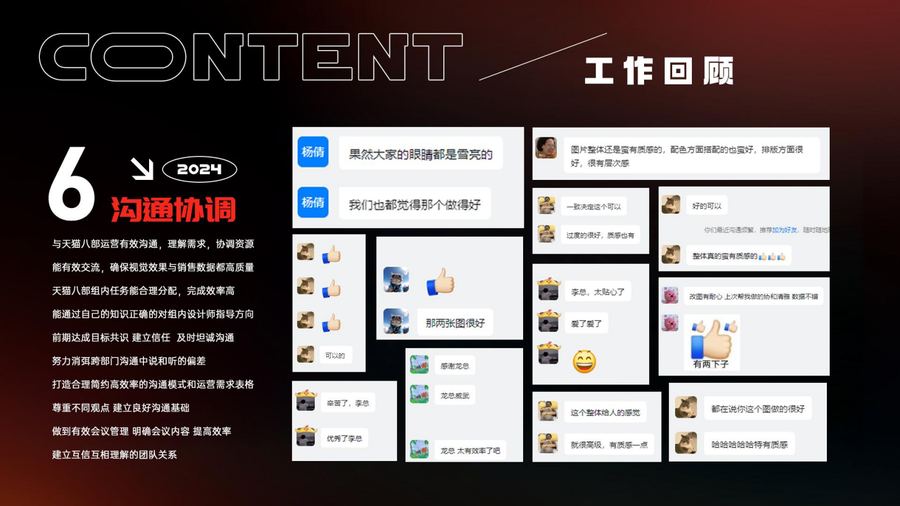 CONTENT
工作回顾
6
2024
沟通协调
与天猫八部运营有效沟通，理解需求，协调资源
能有效交流，确保视觉效果与销售数据都高质量
天猫八部组内任务能合理分配，完成效率高
能通过自己的知识正确的对组内设计师指导方向
前期达成目标共识 建立信任 及时坦诚沟通
努力消弭跨部门沟通中说和听的偏差
打造合理简约高效率的沟通模式和运营需求表格
尊重不同观点 建立良好沟通基础
做到有效会议管理 明确会议内容 提高效率
建立互信互相理解的团队关系
杨倩
果然大家的眼睛都是雪亮的
杨倩
我们也都觉得那个做得好
图片整体还是蛮有质感的，配色方面搭配的也蛮好，排版方面很
好，很有层次感
一致决定这个可以
过度的很好，质感也有
好的可以
你们最近沟通频繁，推荐加为好友，随时随地
整体真的蛮有质感的👍👍👍
👍
👍
👍
可以的
👍
那两张图很好
李总，太贴心了
爱了爱了
😄
改图有耐心 上次帮我做的协和清雅 数据不错
有两下子
辛苦了，李总
优秀了李总
感谢龙总
龙总威武
龙总 太有效率了吧
这个整体给人的感觉
就很高级，有质感一点
都在说你这个图做的很好
哈哈哈哈哈特有质感